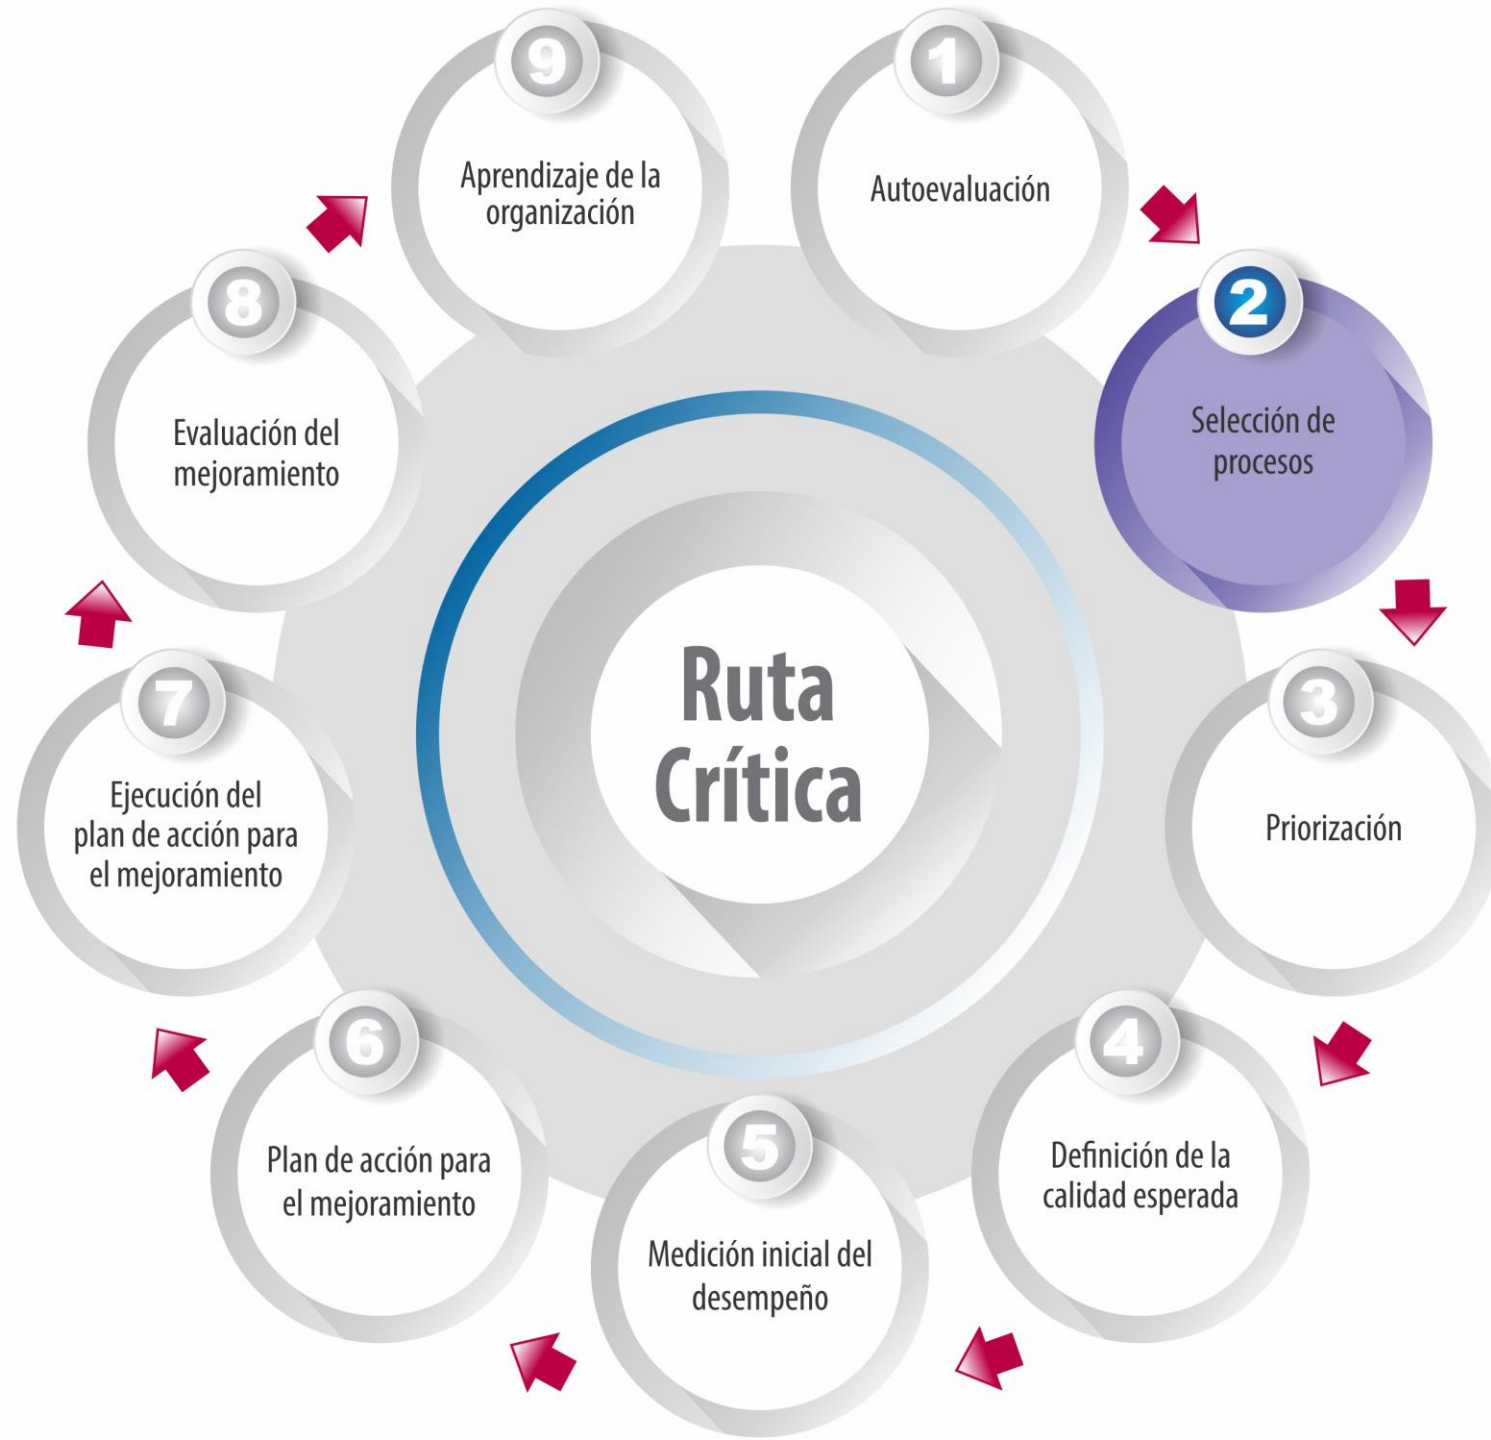 Ruta
Crítica
1
Autoevaluación
2
Selección de
procesos
3
Priorización
4
Definición de la
calidad esperada
5
Medición inicial del
desempeño
6
Plan de acción para
el mejoramiento
7
Ejecución del
plan de acción para
el mejoramiento
8
Evaluación del
mejoramiento
9
Aprendizaje de la
organización